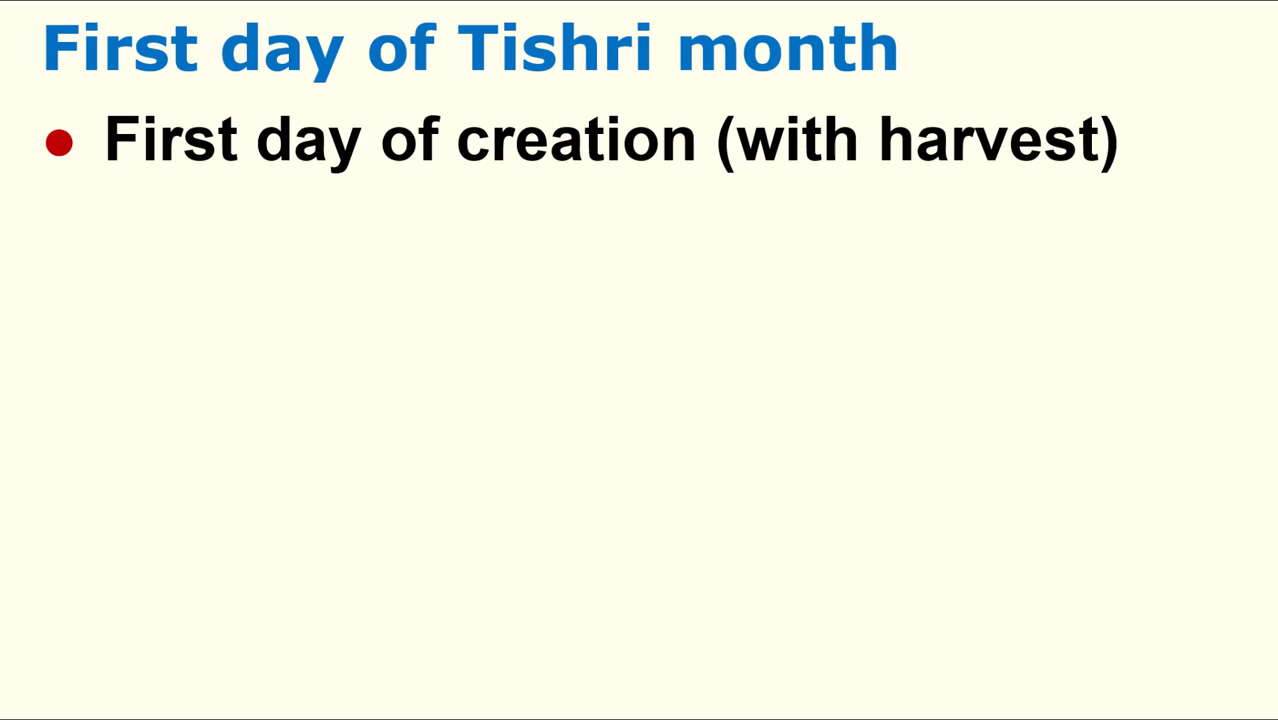 First day of Tishri month
● First day of creation (with harvest)